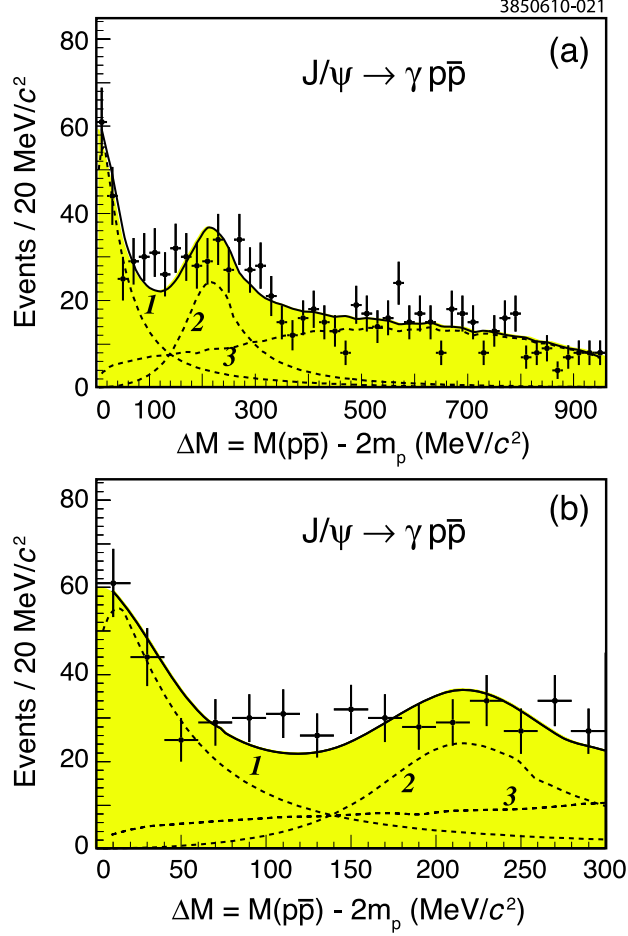 3850610-021
80
60
40
20
0
Events / 20 MeV/c²
(a)
J/ψ → γ pp̄
1
2
3
0 100 300 500 700 900
ΔM = M(pp̄) - 2mₚ (MeV/c²)
80
60
40
20
0
Events / 20 MeV/c²
(b)
J/ψ → γ pp̄
1
2
3
0 50 100 150 200 250 300
ΔM = M(pp̄) - 2mₚ (MeV/c²)